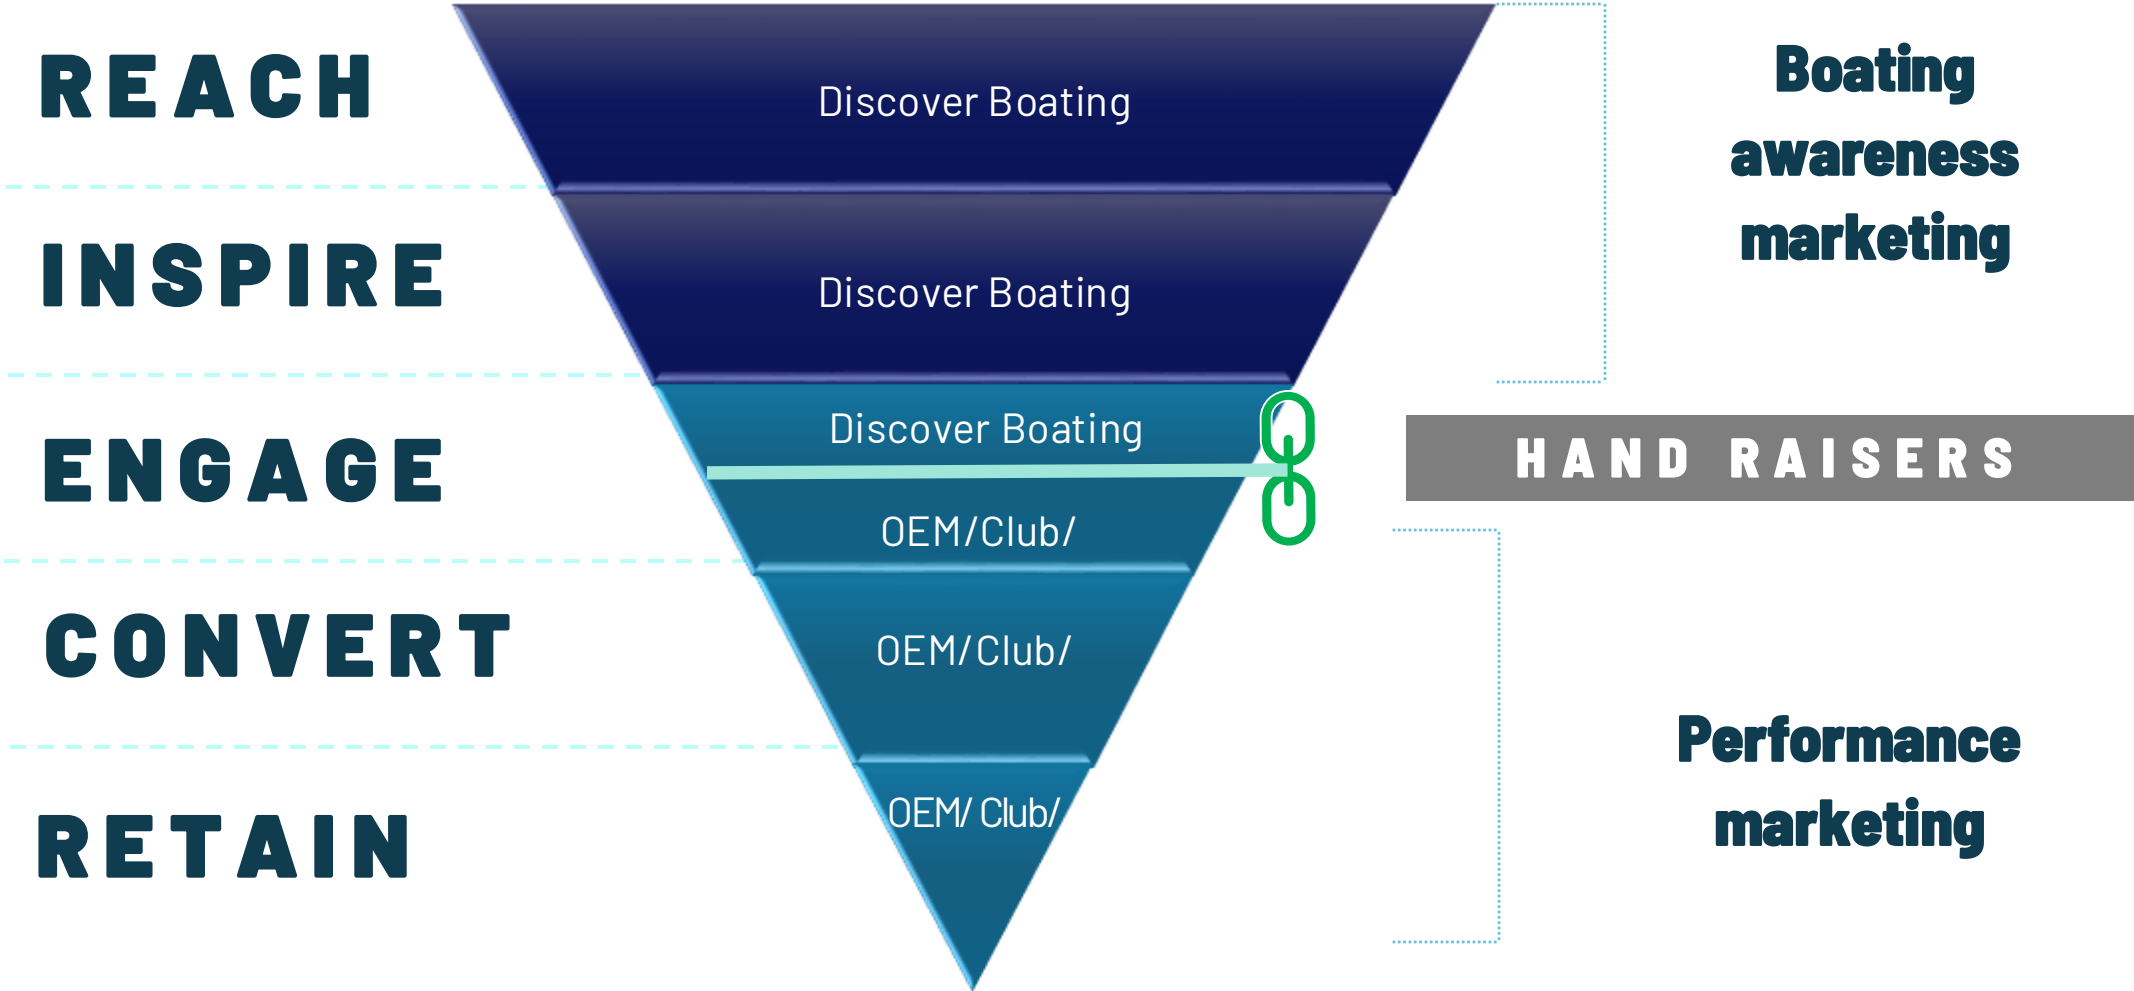 REACH
Discover Boating
Boating
awareness
marketing
INSPIRE
Discover Boating
ENGAGE
Discover Boating
HAND RAISERS
OEM/Club/
CONVERT
OEM/Club/
Performance
marketing
RETAIN
OEM/ Club/